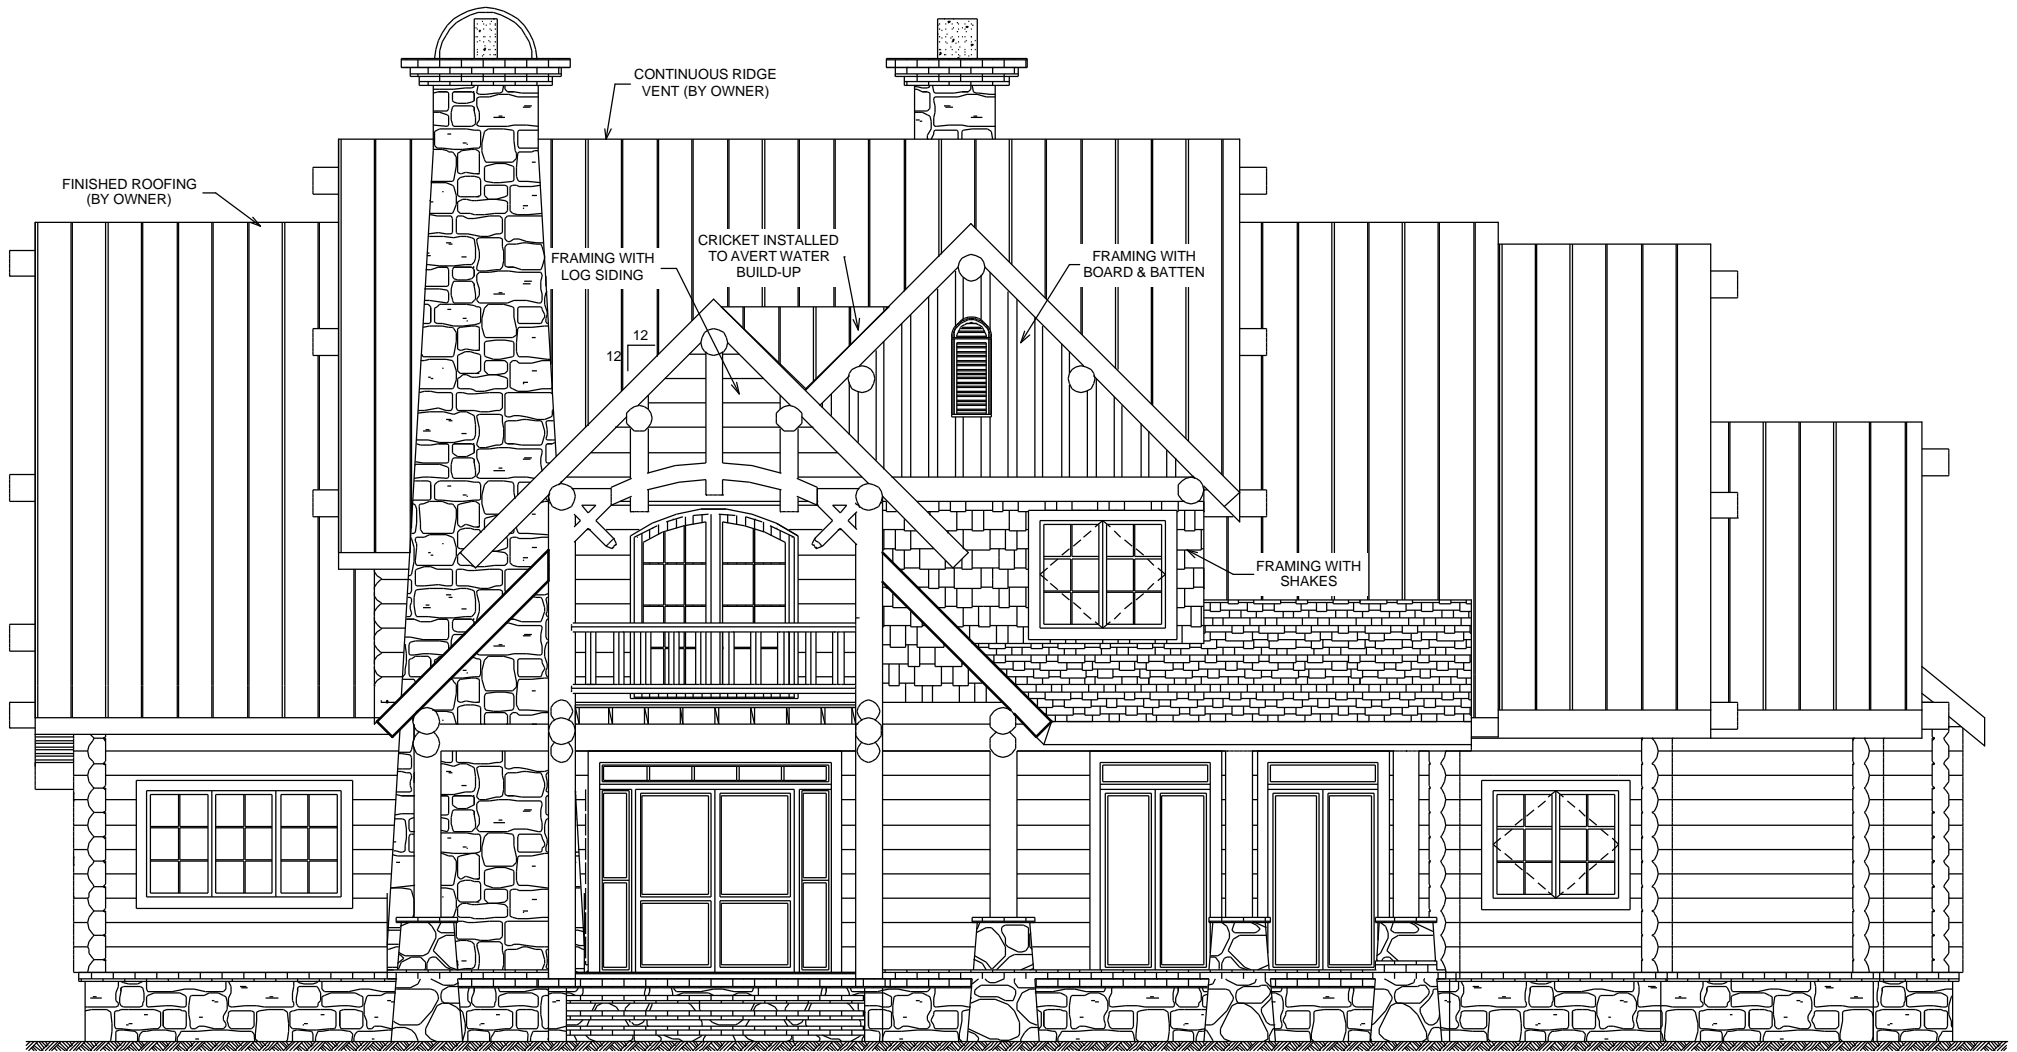 CONTINUOUS RIDGE
VENT (BY OWNER)
FINISHED ROOFING
(BY OWNER)
FRAMING WITH
LOG SIDING
CRICKET INSTALLED
TO AVERT WATER
BUILD-UP
FRAMING WITH
BOARD & BATTEN
12
12
FRAMING WITH
SHAKES